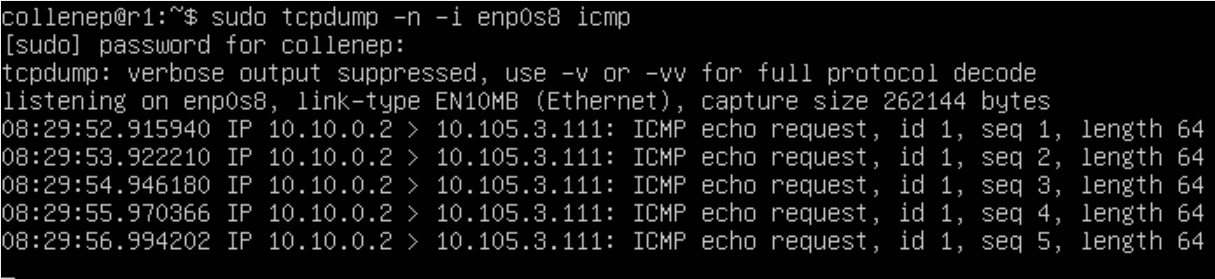 collenep@r1:~$ sudo tcpdump -n -i enp0s8 icmp
[sudo] password for collenep:
tcpdump: verbose output suppressed, use -v or -vv for full protocol decode
listening on enp0s8, link-type EN10MB (Ethernet), capture size 262144 bytes
08:29:52.915940 IP 10.10.0.2 > 10.105.3.111: ICMP echo request, id 1, seq 1, length 64
08:29:53.922210 IP 10.10.0.2 > 10.105.3.111: ICMP echo request, id 1, seq 2, length 64
08:29:54.946180 IP 10.10.0.2 > 10.105.3.111: ICMP echo request, id 1, seq 3, length 64
08:29:55.970366 IP 10.10.0.2 > 10.105.3.111: ICMP echo request, id 1, seq 4, length 64
08:29:56.994202 IP 10.10.0.2 > 10.105.3.111: ICMP echo request, id 1, seq 5, length 64